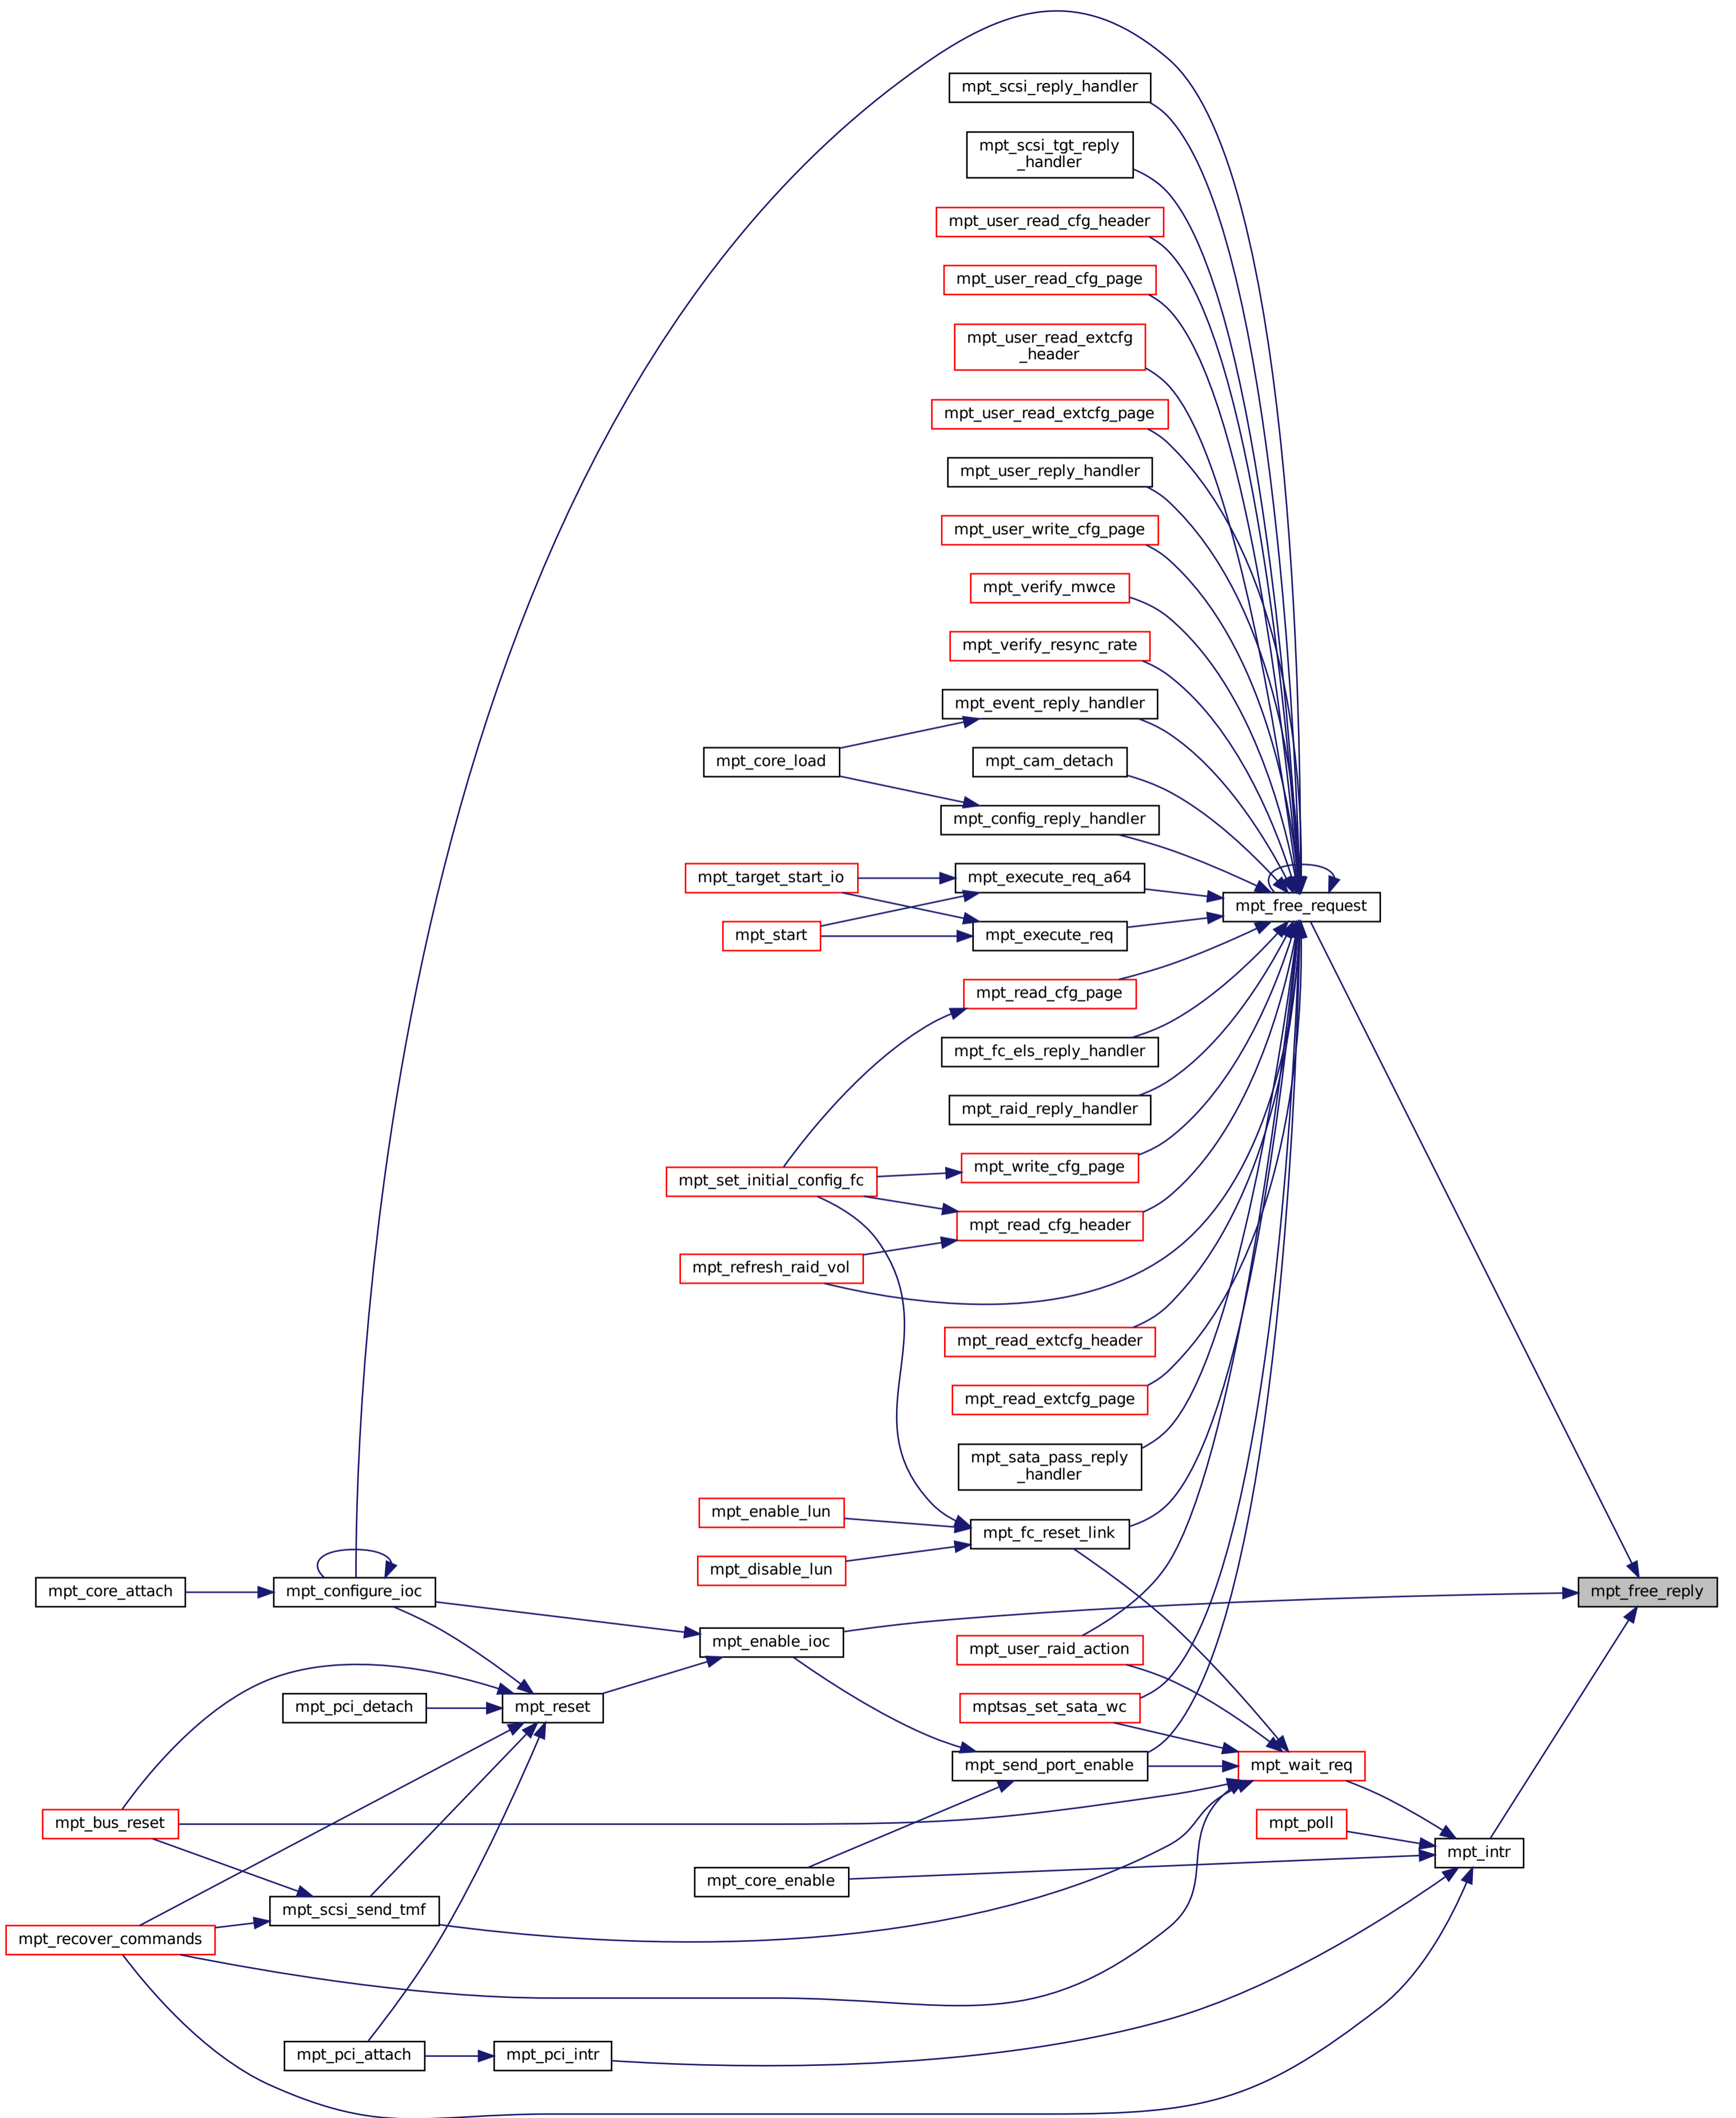 mpt_scsi_reply_handler
mpt_scsi_tgt_reply
_handler
mpt_user_read_cfg_header
mpt_user_read_cfg_page
mpt_user_read_extcfg
_header
mpt_user_read_extcfg_page
mpt_user_reply_handler
mpt_user_write_cfg_page
mpt_verify_mwce
mpt_verify_resync_rate
mpt_event_reply_handler
mpt_core_load
mpt_cam_detach
mpt_config_reply_handler
mpt_target_start_io
mpt_execute_req_a64
mpt_free_request
mpt_start
mpt_execute_req
mpt_read_cfg_page
mpt_fc_els_reply_handler
mpt_raid_reply_handler
mpt_write_cfg_page
mpt_set_initial_config_fc
mpt_read_cfg_header
mpt_refresh_raid_vol
mpt_read_extcfg_header
mpt_read_extcfg_page
mpt_sata_pass_reply
_handler
mpt_enable_lun
mpt_fc_reset_link
mpt_disable_lun
mpt_core_attach
mpt_configure_ioc
mpt_free_reply
mpt_enable_ioc
mpt_user_raid_action
mpt_pci_detach
mpt_reset
mptsas_set_sata_wc
mpt_send_port_enable
mpt_wait_req
mpt_bus_reset
mpt_poll
mpt_intr
mpt_core_enable
mpt_scsi_send_tmf
mpt_recover_commands
mpt_pci_attach
mpt_pci_intr